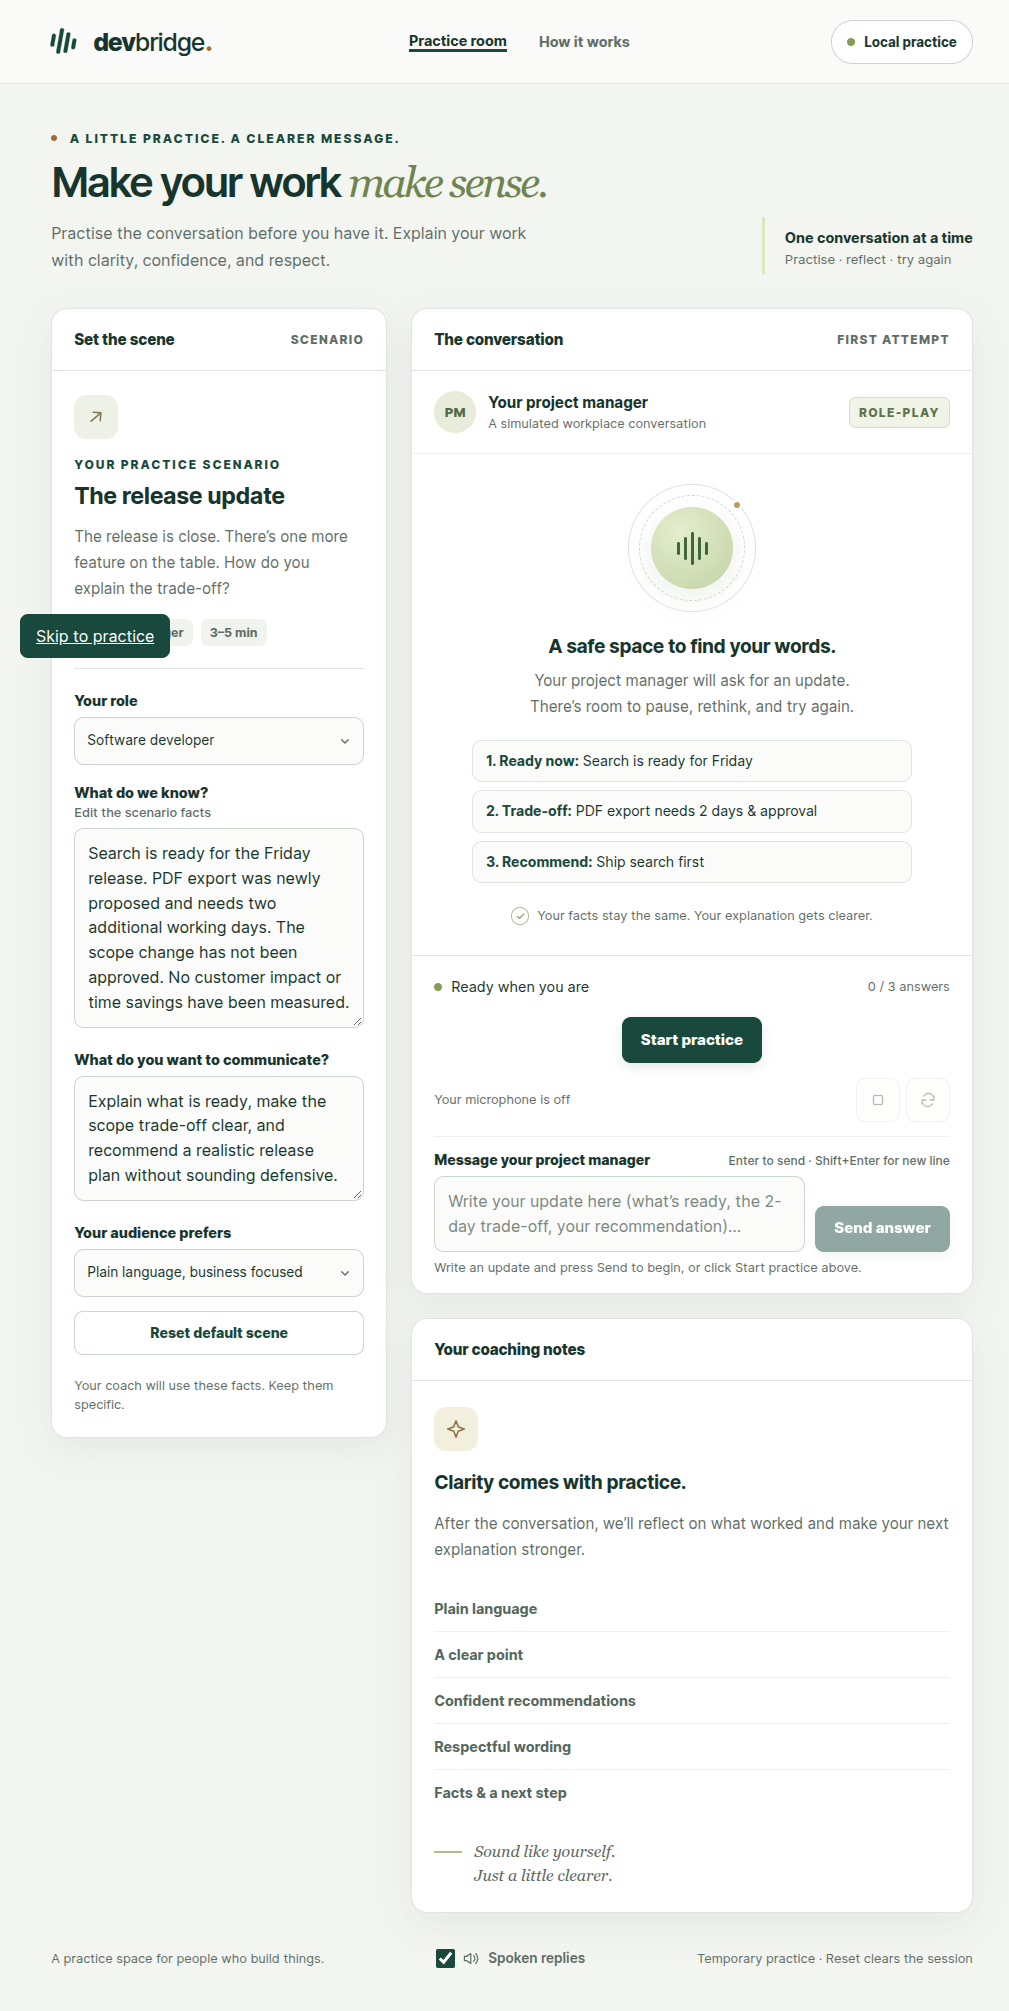 devbridge.
Practice room
How it works
Local practice
A LITTLE PRACTICE. A CLEARER MESSAGE.
Make your work make sense.
Practise the conversation before you have it. Explain your work
with clarity, confidence, and respect.
One conversation at a time
Practise · reflect · try again
Set the scene
SCENARIO
YOUR PRACTICE SCENARIO
The release update
The release is close. There’s one more
feature on the table. How do you
explain the trade-off?
Skip to practice
3–5 min
Your role
Software developer
What do we know?
Edit the scenario facts
Search is ready for the Friday
release. PDF export was newly
proposed and needs two
additional working days. The
scope change has not been
approved. No customer impact or
time savings have been measured.
What do you want to communicate?
Explain what is ready, make the
scope trade-off clear, and
recommend a realistic release
plan without sounding defensive.
Your audience prefers
Plain language, business focused
Reset default scene
Your coach will use these facts. Keep them
specific.
The conversation
FIRST ATTEMPT
PM
Your project manager
A simulated workplace conversation
ROLE-PLAY
A safe space to find your words.
Your project manager will ask for an update.
There’s room to pause, rethink, and try again.
1. Ready now: Search is ready for Friday
2. Trade-off: PDF export needs 2 days & approval
3. Recommend: Ship search first
Your facts stay the same. Your explanation gets clearer.
Ready when you are
0 / 3 answers
Start practice
Your microphone is off
Message your project manager
Enter to send · Shift+Enter for new line
Write your update here (what’s ready, the 2-
day trade-off, your recommendation)...
Send answer
Write an update and press Send to begin, or click Start practice above.
Your coaching notes
Clarity comes with practice.
After the conversation, we’ll reflect on what worked and make your next
explanation stronger.
Plain language
A clear point
Confident recommendations
Respectful wording
Facts & a next step
Sound like yourself.
Just a little clearer.
A practice space for people who build things.
Spoken replies
Temporary practice · Reset clears the session